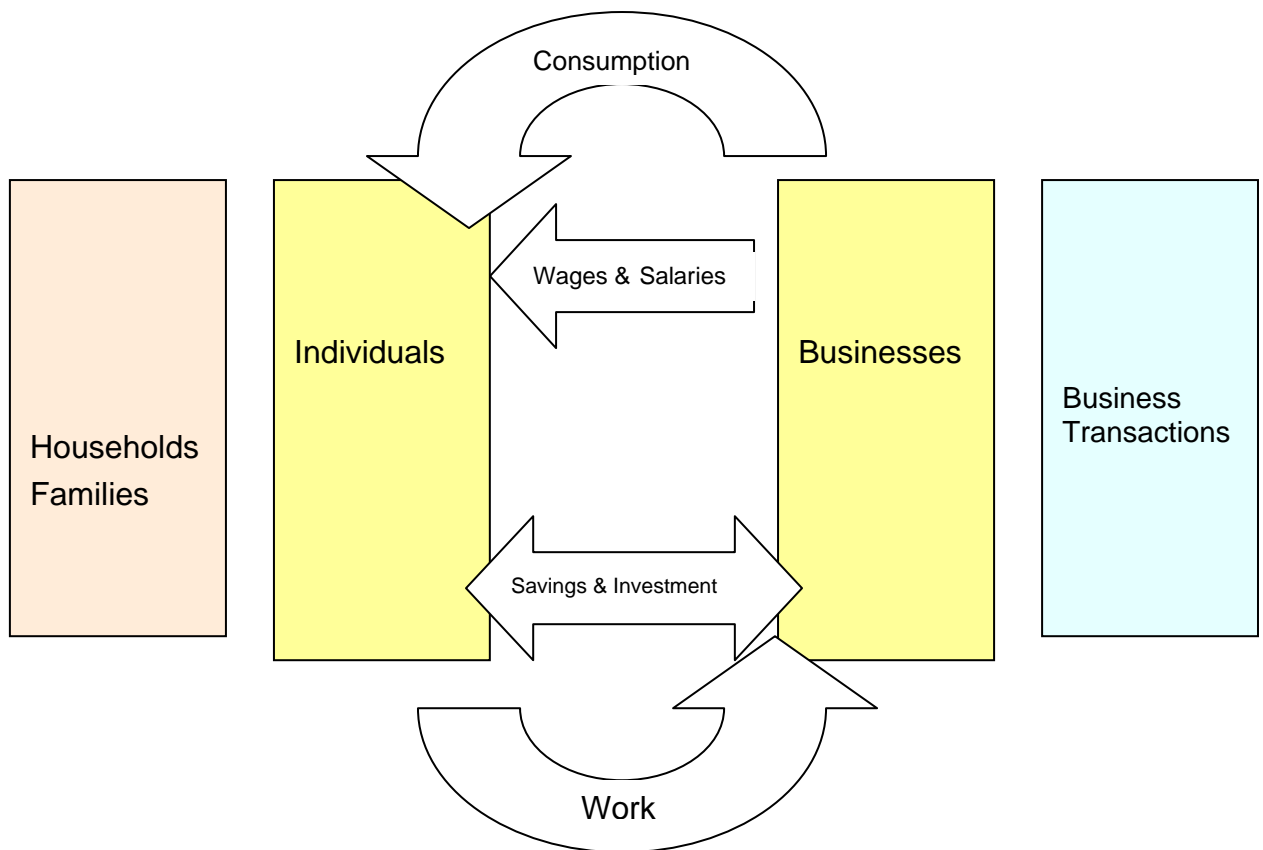 Consumption
Wages & Salaries
Individuals
Businesses
Business
Transactions
Households
Families
Savings & Investment
Work